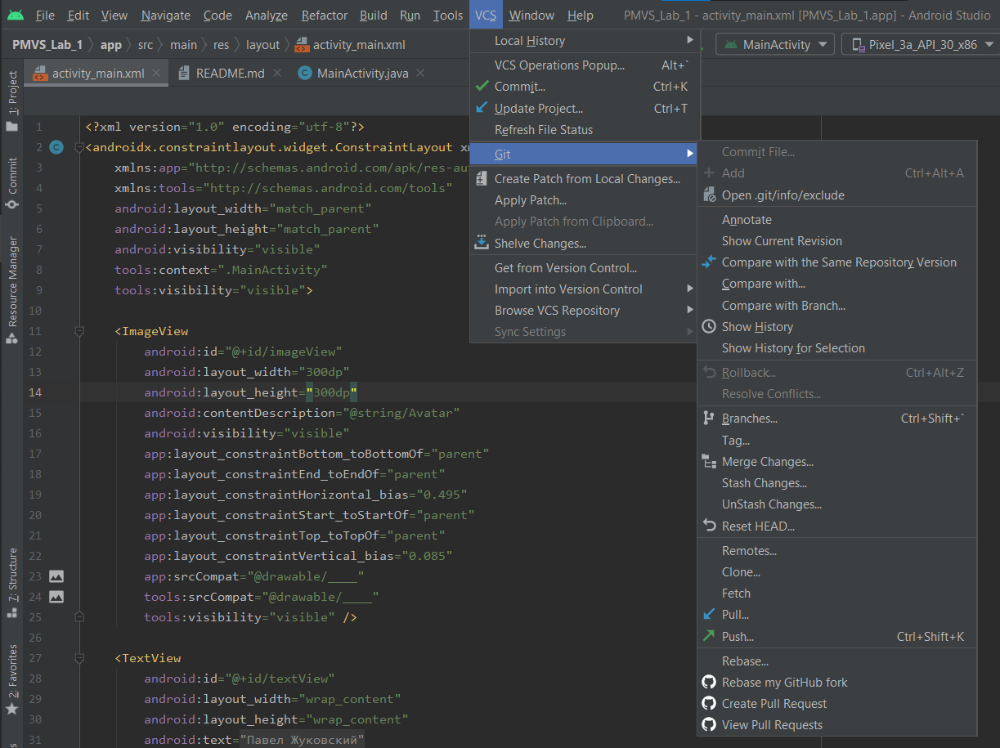 File Edit View Navigate Code Analyze Refactor Build Run Tools VCS Window Help PMVS_Lab_1 - activity_main.xml [PMVS_Lab_1.app] - Android Studio
PMVS_Lab_1 app src main res layout activity_main.xml
MainActivity Pixel_3a_API_30_x86
activity_main.xml README.md MainActivity.java
1: Project
Commit
Resource Manager
7: Structure
2: Favorites
1 <?xml version="1.0" encoding="utf-8"?>
2 <androidx.constraintlayout.widget.ConstraintLayout
3 xmlns:app="http://schemas.android.com/apk/res-au
4 xmlns:tools="http://schemas.android.com/tools"
5 android:layout_width="match_parent"
6 android:layout_height="match_parent"
7 android:visibility="visible"
8 tools:context=".MainActivity"
9 tools:visibility="visible">
10
11 <ImageView
12 android:id="@+id/imageView"
13 android:layout_width="300dp"
14 android:layout_height="300dp"
15 android:contentDescription="@string/Avatar"
16 android:visibility="visible"
17 app:layout_constraintBottom_toBottomOf="parent"
18 app:layout_constraintEnd_toEndOf="parent"
19 app:layout_constraintHorizontal_bias="0.495"
20 app:layout_constraintStart_toStartOf="parent"
21 app:layout_constraintTop_toTopOf="parent"
22 app:layout_constraintVertical_bias="0.085"
23 app:srcCompat="@drawable/____"
24 tools:srcCompat="@drawable/____"
25 tools:visibility="visible" />
26
27 <TextView
28 android:id="@+id/textView"
29 android:layout_width="wrap_content"
30 android:layout_height="wrap_content"
31 android:text="Павел Жуковский"
Local History
VCS Operations Popup... Alt+`
Commit... Ctrl+K
Update Project... Ctrl+T
Refresh File Status
Git
Create Patch from Local Changes...
Apply Patch...
Apply Patch from Clipboard...
Shelve Changes...
Get from Version Control...
Import into Version Control
Browse VCS Repository
Sync Settings
Commit File...
Add Ctrl+Alt+A
Open .git/info/exclude
Annotate
Show Current Revision
Compare with the Same Repository Version
Compare with...
Compare with Branch...
Show History
Show History for Selection
Rollback... Ctrl+Alt+Z
Resolve Conflicts...
Branches... Ctrl+Shift+`
Tag...
Merge Changes...
Stash Changes...
UnStash Changes...
Reset HEAD...
Remotes...
Clone...
Fetch
Pull...
Push... Ctrl+Shift+K
Rebase...
Rebase my GitHub fork
Create Pull Request
View Pull Requests